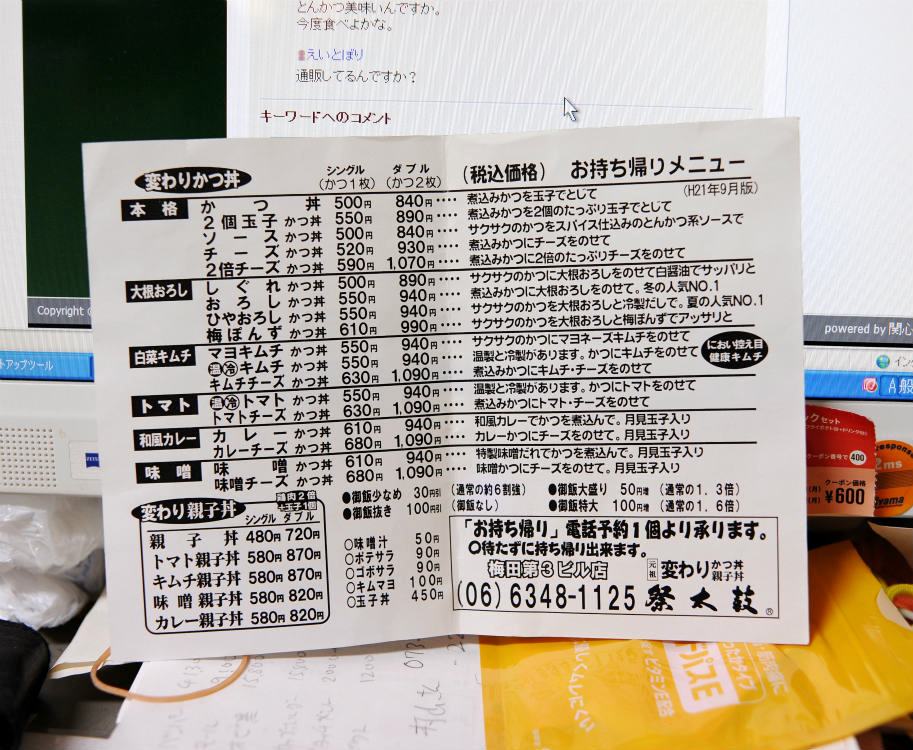 とんかつ美味いんですか。
今度食べよかな。
えいとぽり
通販してるんですか？
キーワードへのコメント
Copyright
powered by 関心
トアップツール
変わりかつ丼
シングル（かつ1枚） ダブル（かつ2枚） （税込価格） お持ち帰りメニュー
（H21年9月版）
本格 かつ丼 500円 840円・・・・ 煮込みかつを玉子でとして
2個玉子かつ丼 550円 890円・・・・ 煮込みかつを2個のたっぷり玉子でとして
ソースかつ丼 500円 840円・・・・ サクサクのかつをスパイス仕込みのとんかつ系ソースで
チーズかつ丼 520円 930円・・・・ 煮込みかつにチーズをのせて
2倍チーズかつ丼 590円 1,070円・・・・ 煮込みかつに2倍のたっぷりチーズをのせて
大根おろし しぐれかつ丼 500円 890円・・・・ サクサクのかつに大根おろしをのせて白醤油でサッパリと
おろしかつ丼 550円 940円・・・・ 煮込みかつに大根おろしをのせて。冬の人気NO.1
ひやおろしかつ丼 550円 940円・・・・ サクサクのかつを大根おろしと冷製だしで。夏の人気NO.1
梅ぽんずかつ丼 610円 990円・・・・ サクサクのかつを大根おろしと梅ぽんずでアッサリと
白菜キムチ マヨキムチかつ丼 550円 940円・・・・ サクサクのかつにマヨネーズキムチをのせて
温冷キムチかつ丼 550円 940円・・・・ 温製と冷製があります。かつにキムチをのせて
キムチチーズかつ丼 630円 1,090円・・・・ 煮込みかつに、キムチ・チーズをのせて
におい控え目
健康キムチ
トマト 温冷トマトかつ丼 550円 940円・・・・ 温製と冷製があります。かつにトマトをのせて
トマトチーズかつ丼 630円 1,090円・・・・ 煮込みかつにトマト・チーズをのせて
和風カレー カレーかつ丼 610円 940円・・・・ 和風カレーでかつを煮込んで。月見玉子入り
カレーチーズかつ丼 680円 1,090円・・・・ カレーかつにチーズをのせて。月見玉子入り
味噌 味噌かつ丼 610円 940円・・・・ 特製味噌だれでかつを煮込んで。月見玉子入り
味噌チーズかつ丼 680円 1,090円・・・・ 味噌かつにチーズをのせて。月見玉子入り
変わり親子丼
鶏肉2倍
+玉子1個
シングル ダブル
親子丼 480円 720円
トマト親子丼 580円 870円
キムチ親子丼 580円 870円
味噌親子丼 580円 820円
カレー親子丼 580円 820円
●御飯少なめ 30円引 （通常の約6割強）
●御飯抜き 100円引 （御飯なし）
●御飯大盛り 50円増 （通常の1.3倍）
●御飯特大 100円増 （通常の1.6倍）
○味噌汁 50円
○ポテサラ 90円
○ゴボサラ 90円
○キムマヨ 100円
○玉子丼 450円
「お持ち帰り」電話予約1個より承ります。
○待たずに持ち帰り出来ます。
梅田第3ビル店
元祖 変わり かつ丼 親子丼
(06)6348-1125 祭太鼓®
ZEISS
A般
クセット
クーポン番号で 400
クーポン価格
¥600
2ms